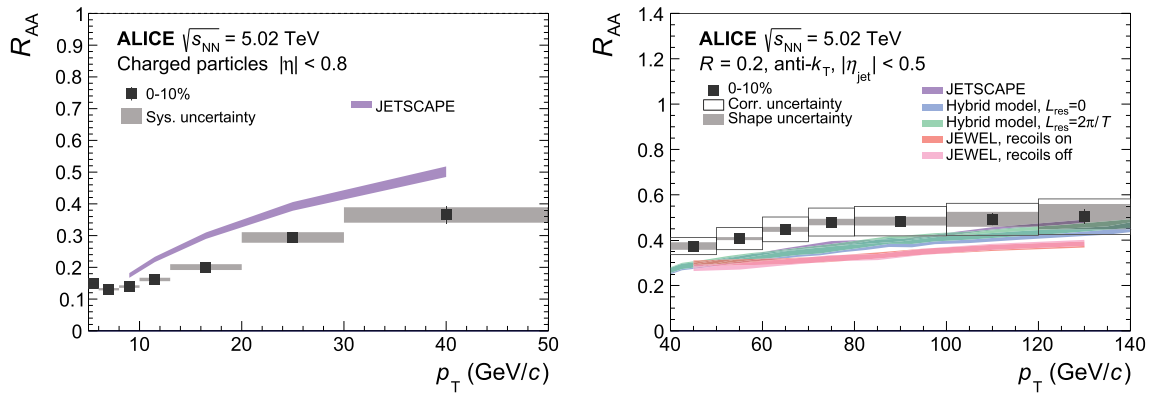 R_AA
1
0.9
0.8
0.7
0.6
0.5
0.4
0.3
0.2
0.1
0
ALICE √s_NN = 5.02 TeV
Charged particles |η| < 0.8
0-10%
Sys. uncertainty
JETSCAPE
10 20 30 40 50
p_T (GeV/c)
R_AA
1.4
1.2
1
0.8
0.6
0.4
0.2
0
ALICE √s_NN = 5.02 TeV
R = 0.2, anti-k_T, |η_jet| < 0.5
0-10%
Corr. uncertainty
Shape uncertainty
JETSCAPE
Hybrid model, L_res=0
Hybrid model, L_res=2π/T
JEWEL, recoils on
JEWEL, recoils off
40 60 80 100 120 140
p_T (GeV/c)